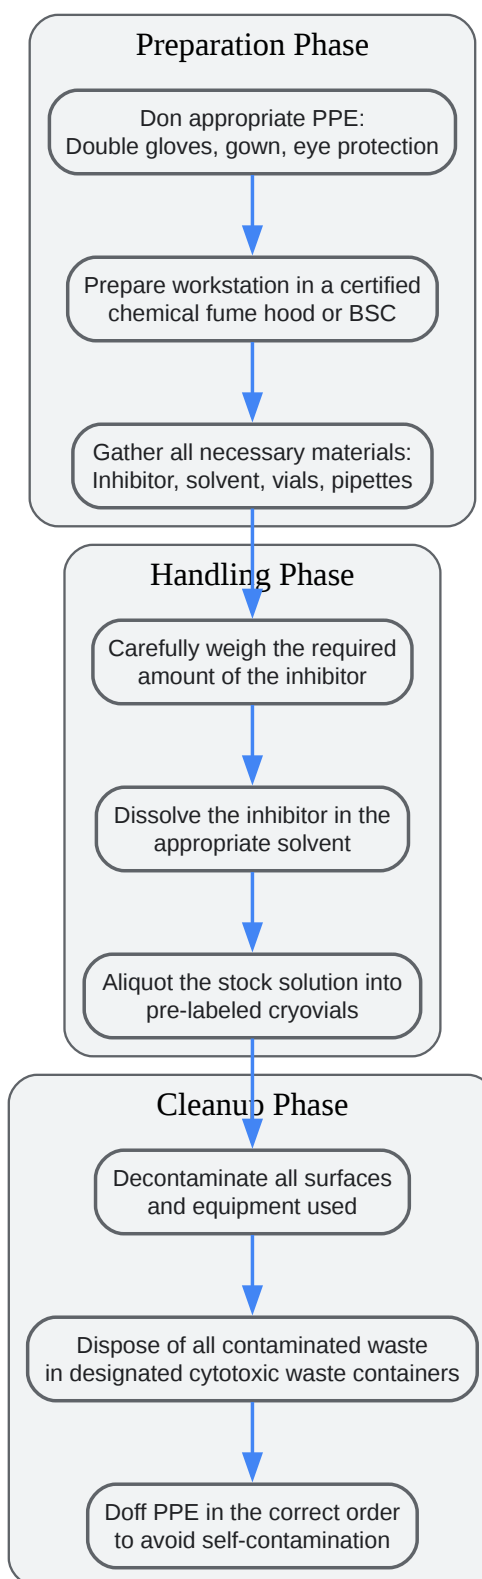 Preparation Phase
Don appropriate PPE:
Double gloves, gown, eye protection
Prepare workstation in a certified
chemical fume hood or BSC
Gather all necessary materials:
Inhibitor, solvent, vials, pipettes
Handling Phase
Carefully weigh the required
amount of the inhibitor
Dissolve the inhibitor in the
appropriate solvent
Aliquot the stock solution into
pre-labeled cryovials
Cleanup Phase
Decontaminate all surfaces
and equipment used
Dispose of all contaminated waste
in designated cytotoxic waste containers
Doff PPE in the correct order
to avoid self-contamination